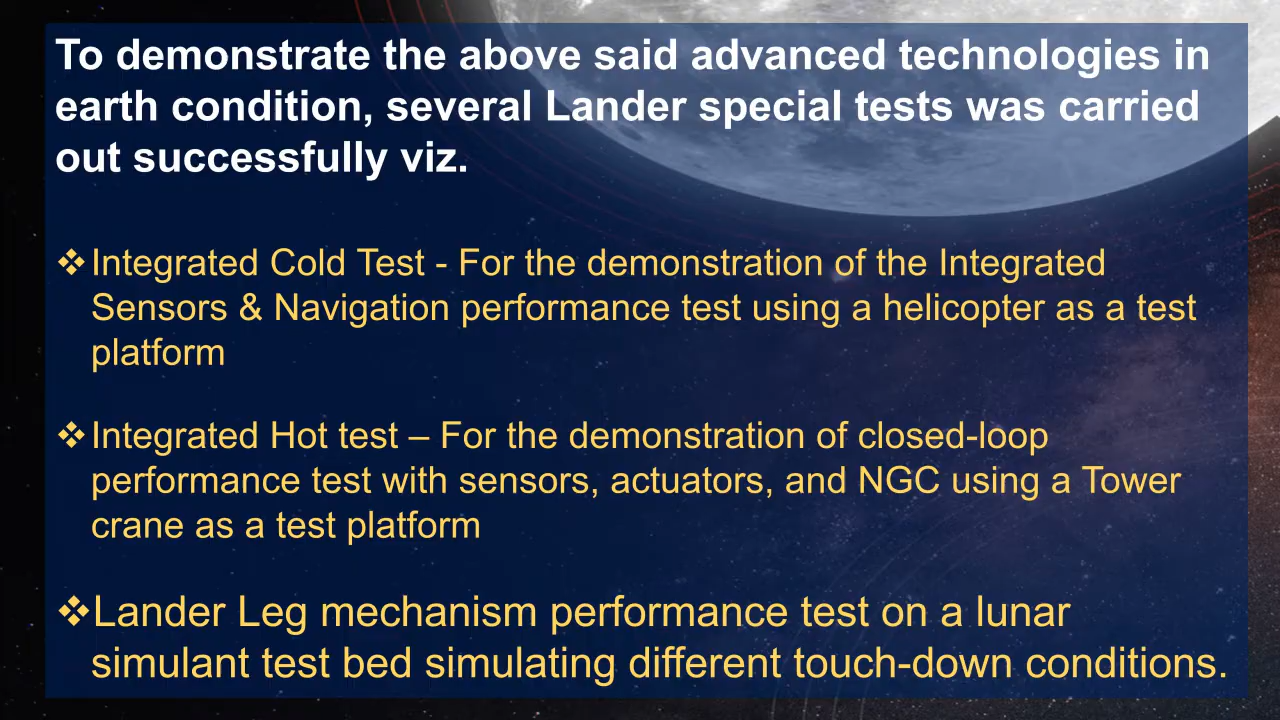 To demonstrate the above said advanced technologies in
earth condition, several Lander special tests was carried
out successfully viz.
❖Integrated Cold Test - For the demonstration of the Integrated
Sensors & Navigation performance test using a helicopter as a test
platform
❖Integrated Hot test – For the demonstration of closed-loop
performance test with sensors, actuators, and NGC using a Tower
crane as a test platform
❖Lander Leg mechanism performance test on a lunar
simulant test bed simulating different touch-down conditions.